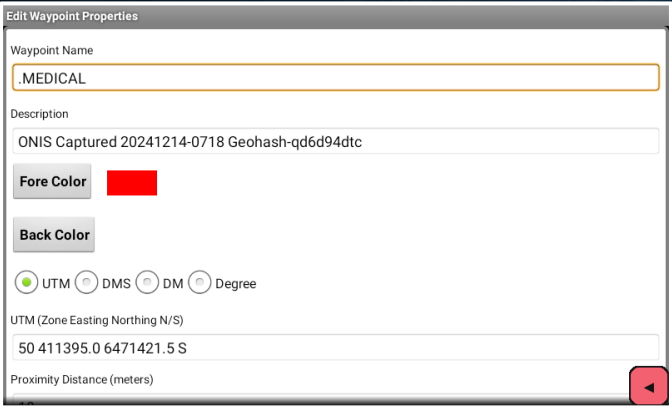 Edit Waypoint Properties
Waypoint Name
.MEDICAL
Description
ONIS Captured 20241214-0718 Geohash-qd6d94dtc
Fore Color
Back Color
UTM DMS DM Degree
UTM (Zone Easting Northing N/S)
50 411395.0 6471421.5 S
Proximity Distance (meters)